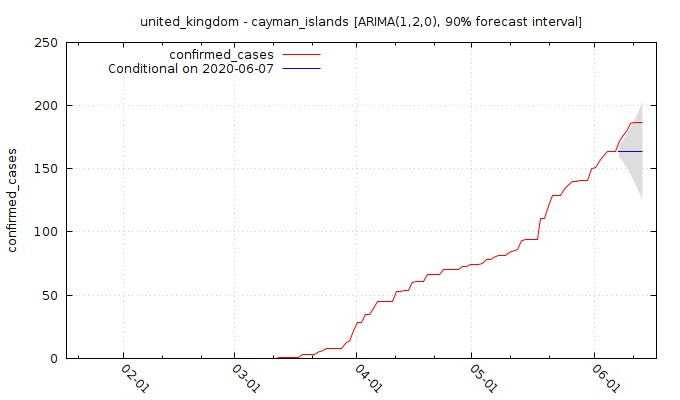 united_kingdom - cayman_islands [ARIMA(1,2,0), 90% forecast interval]
confirmed_cases
Conditional on 2020-06-07
confirmed_cases
250
200
150
100
50
0
02-01
03-01
04-01
05-01
06-01